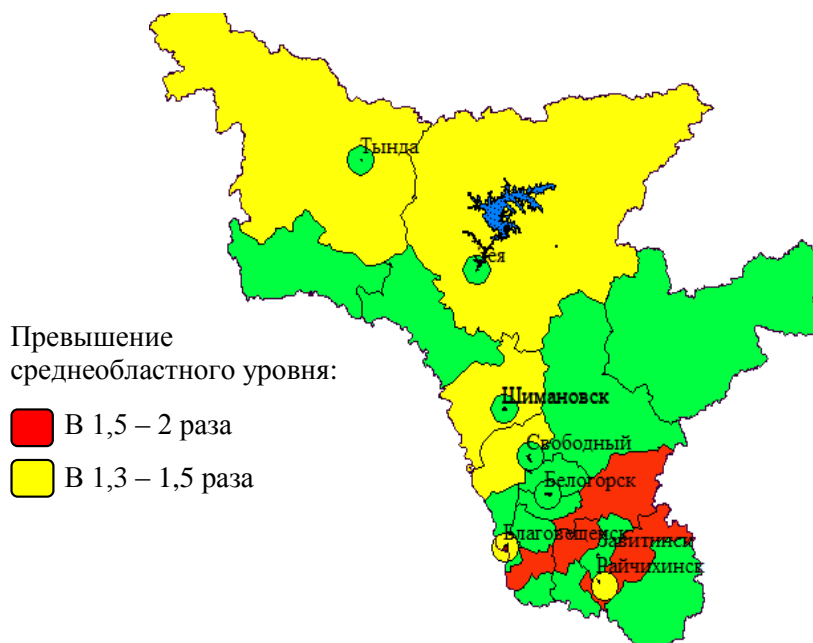 Тында
Зея
Шимановск
Свободный
Белогорск
Благовещенск
Завитинск
Райчихинск
Превышение
среднеобластного уровня:
В 1,5 – 2 раза
В 1,3 – 1,5 раза